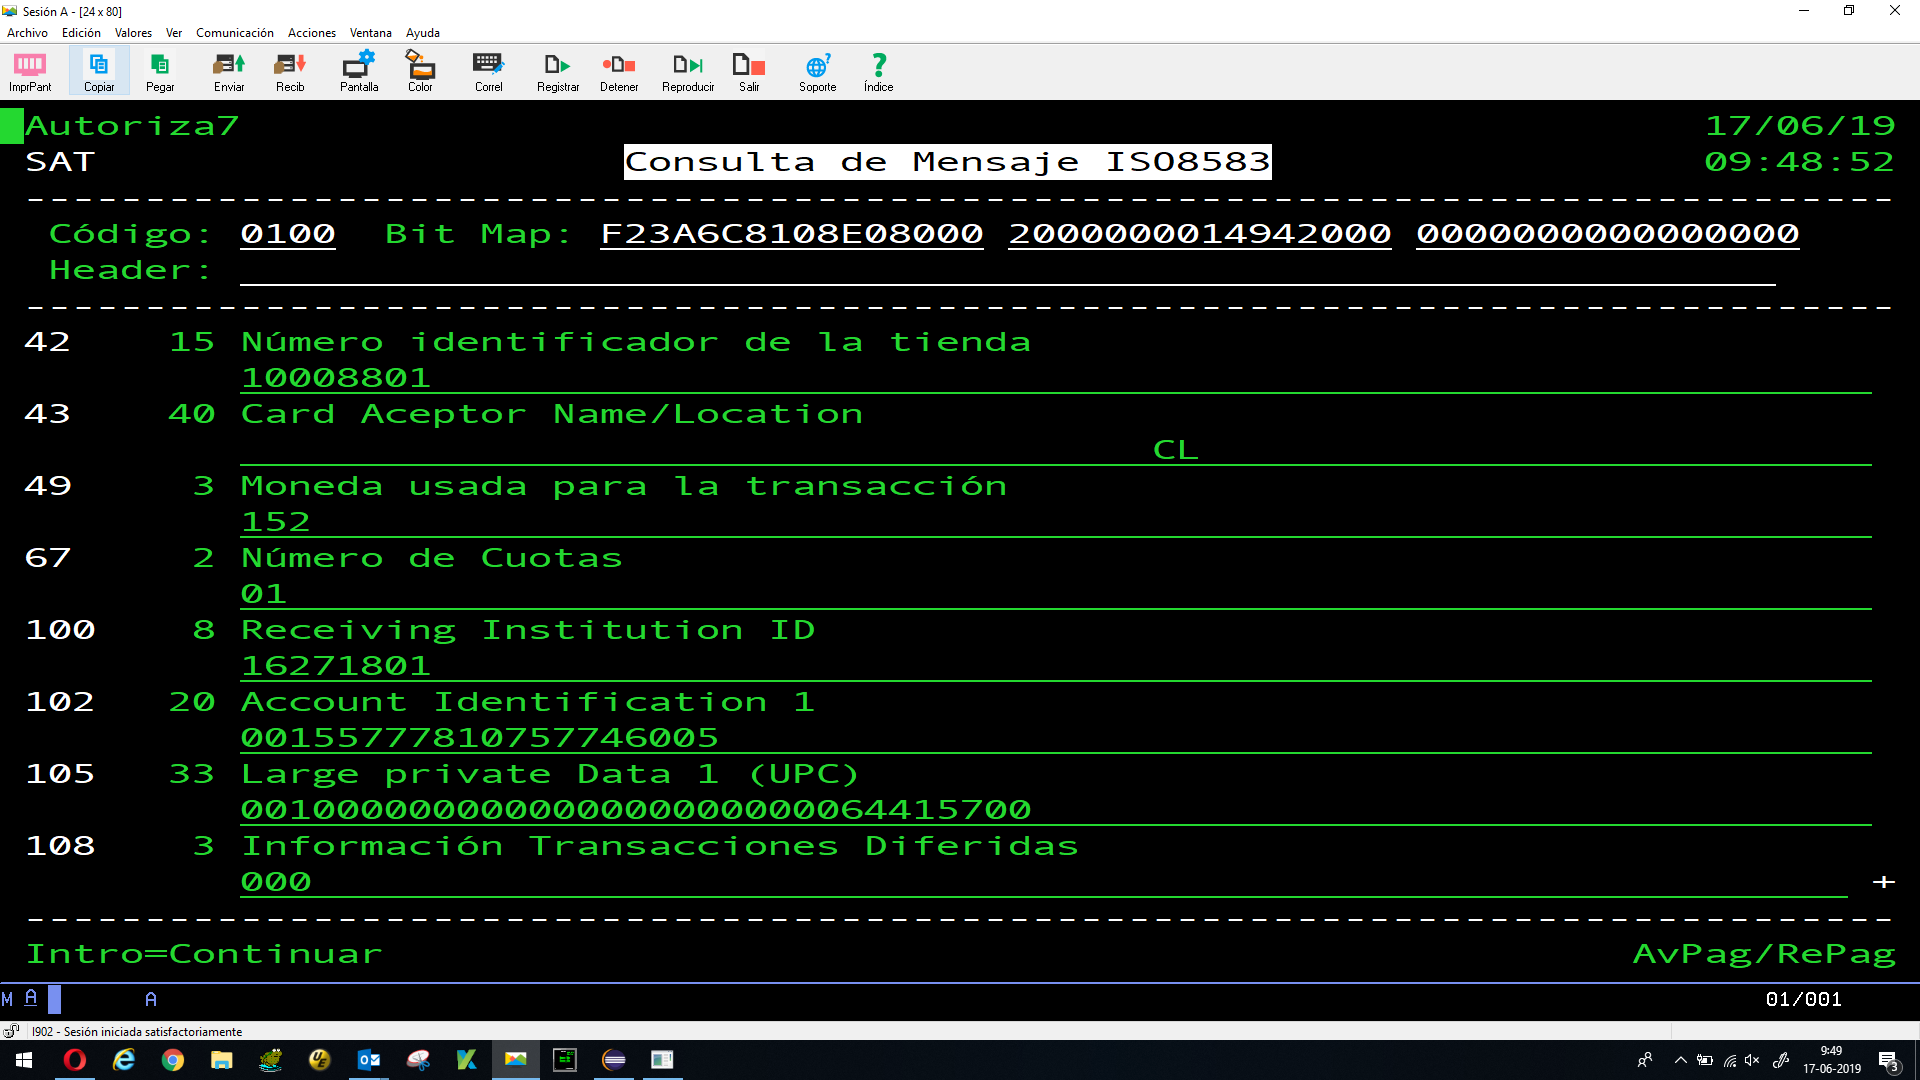 Sesión A - [24 x 80]
Archivo Edición Valores Ver Comunicación Acciones Ventana Ayuda
ImprPant Copiar Pegar Enviar Recib Pantalla Color Correl Registrar Detener Reproducir Salir Soporte Índice
Autoriza7 17/06/19
SAT Consulta de Mensaje ISO8583 09:48:52
Código: 0100 Bit Map: F23A6C8108E08000 2000000014942000 0000000000000000
Header:
42 15 Número identificador de la tienda
10008801
43 40 Card Aceptor Name/Location
CL
49 3 Moneda usada para la transacción
152
67 2 Número de Cuotas
01
100 8 Receiving Institution ID
16271801
102 20 Account Identification 1
00155777810757746005
105 33 Large private Data 1 (UPC)
001000000000000000000000064415700
108 3 Información Transacciones Diferidas
000 +
Intro=Continuar AvPag/RePag
M A A 01/001
I902 - Sesión iniciada satisfactoriamente
9:49
17-06-2019
3